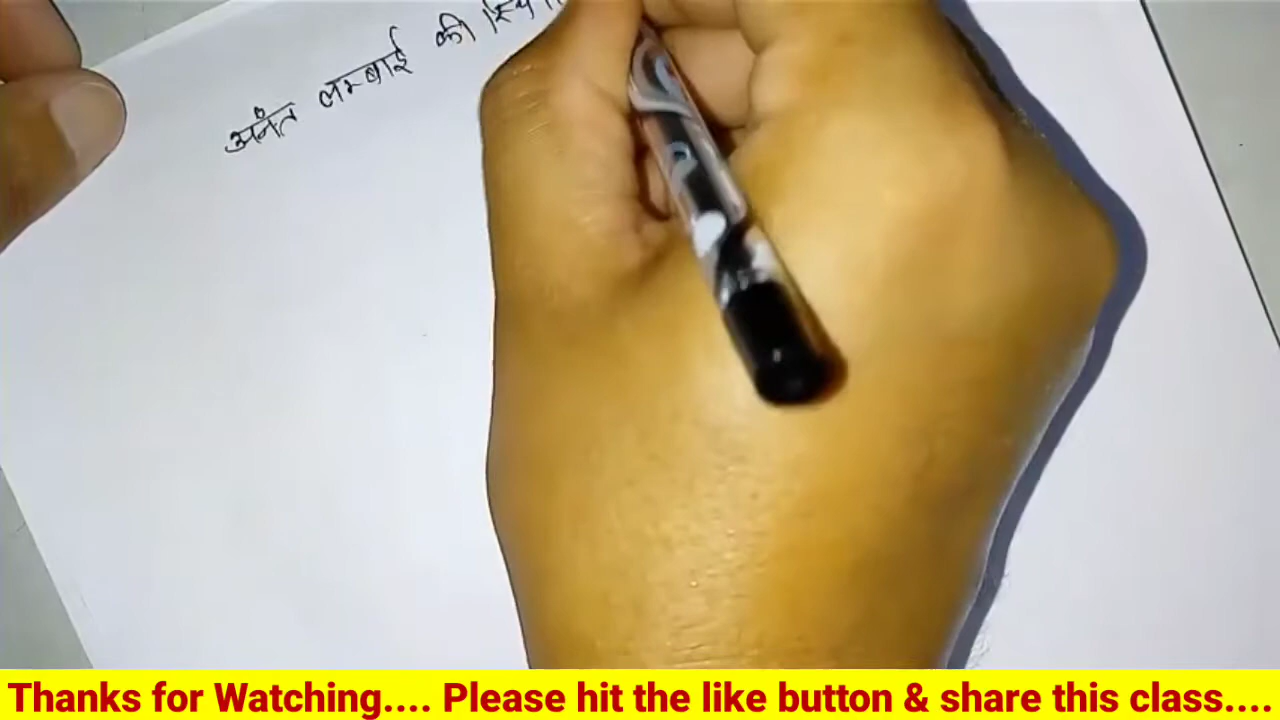 अनंत लम्बाई की
Thanks for Watching.... Please hit the like button & share this class....